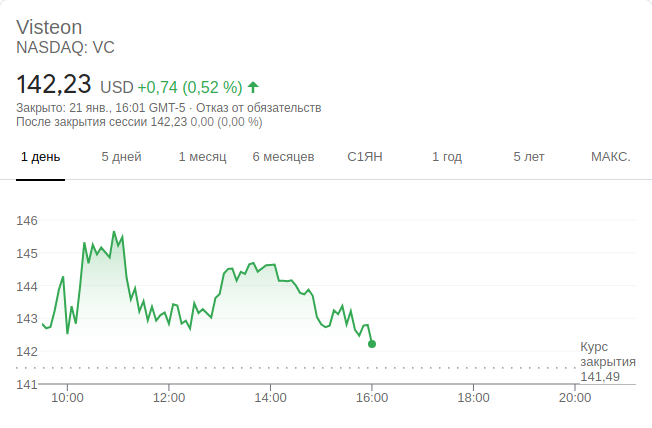 Visteon
NASDAQ: VC
142,23 USD +0,74 (0,52 %)
Закрыто: 21 янв., 16:01 GMT-5 · Отказ от обязательств
После закрытия сессии 142,23 0,00 (0,00 %)
1 день 5 дней 1 месяц 6 месяцев С1ЯН 1 год 5 лет МАКС.
146
145
144
143
142
141
Курс
закрытия
141,49
10:00 12:00 14:00 16:00 18:00 20:00